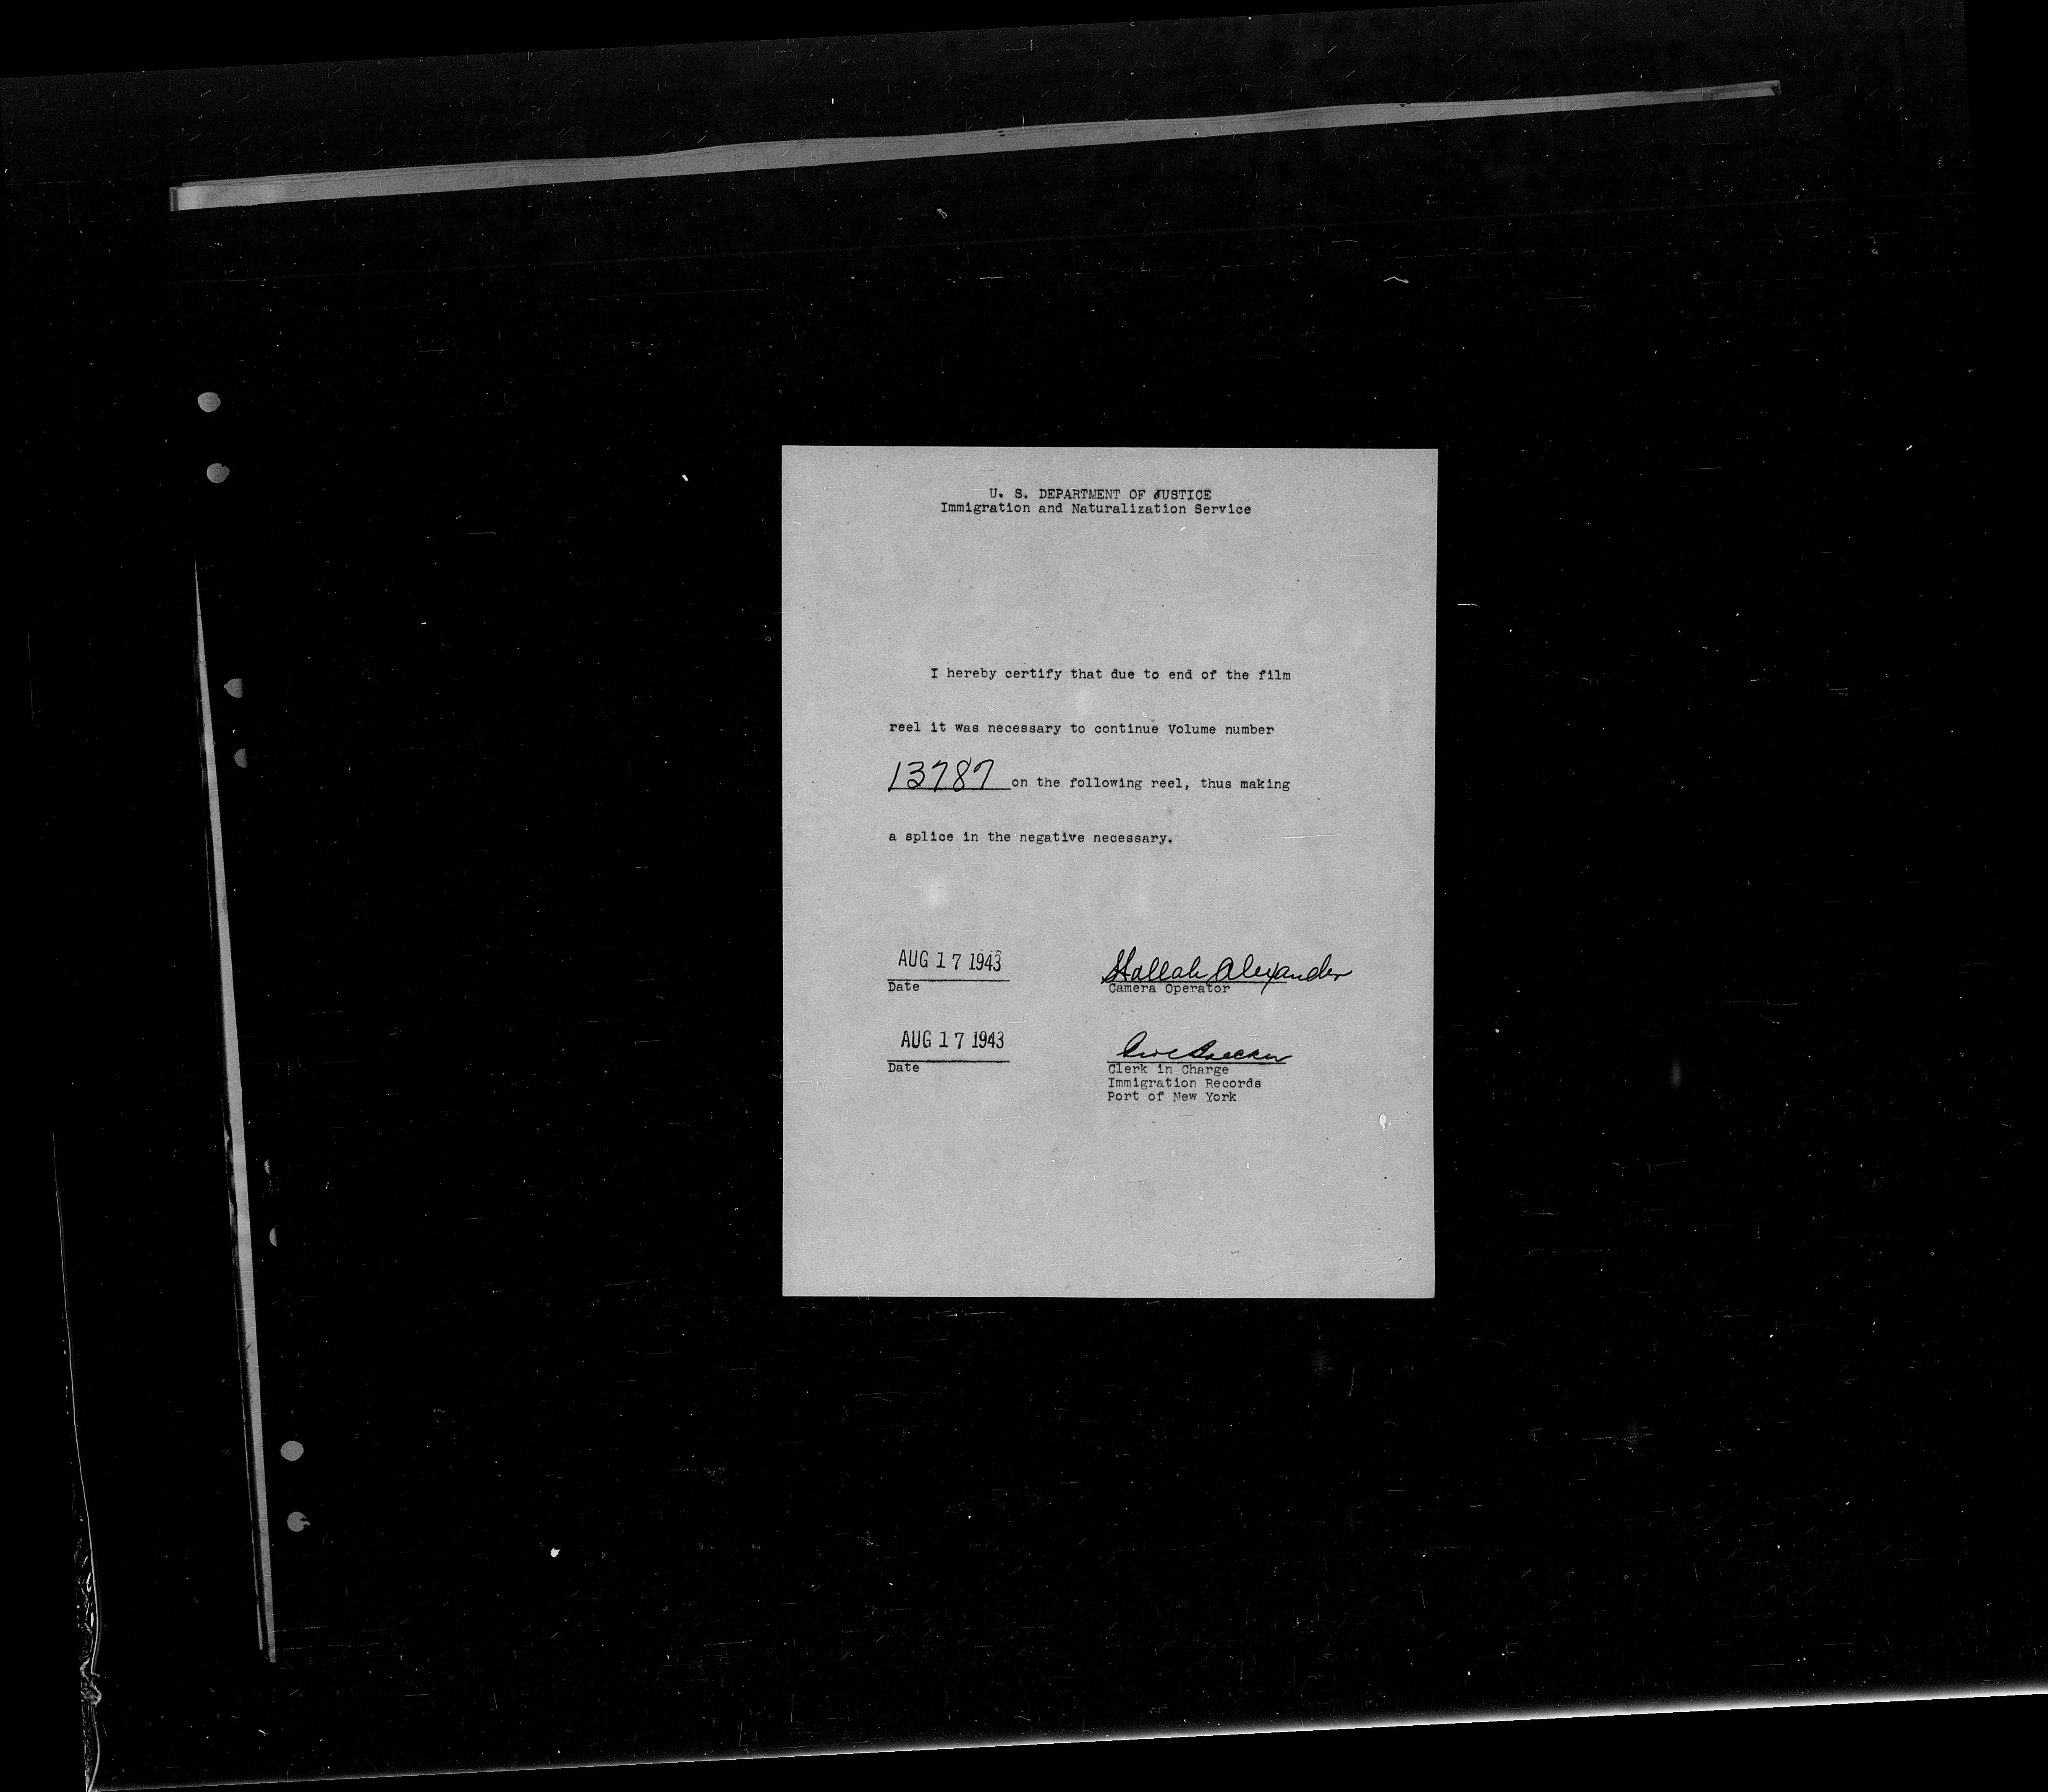 U. S. DEPARTMENT OF JUSTICE
Immigration and Naturalization Service
I hereby certify that due to end of the film
reel it was necessary to continue Volume number
13787 on the following reel, thus making
a splice in the negative necessary.
AUG 17 1943
Date
Alexander
Camera Operator
AUG 17 1943
Date
Clerk in Charge
Immigration Records
Port of New York